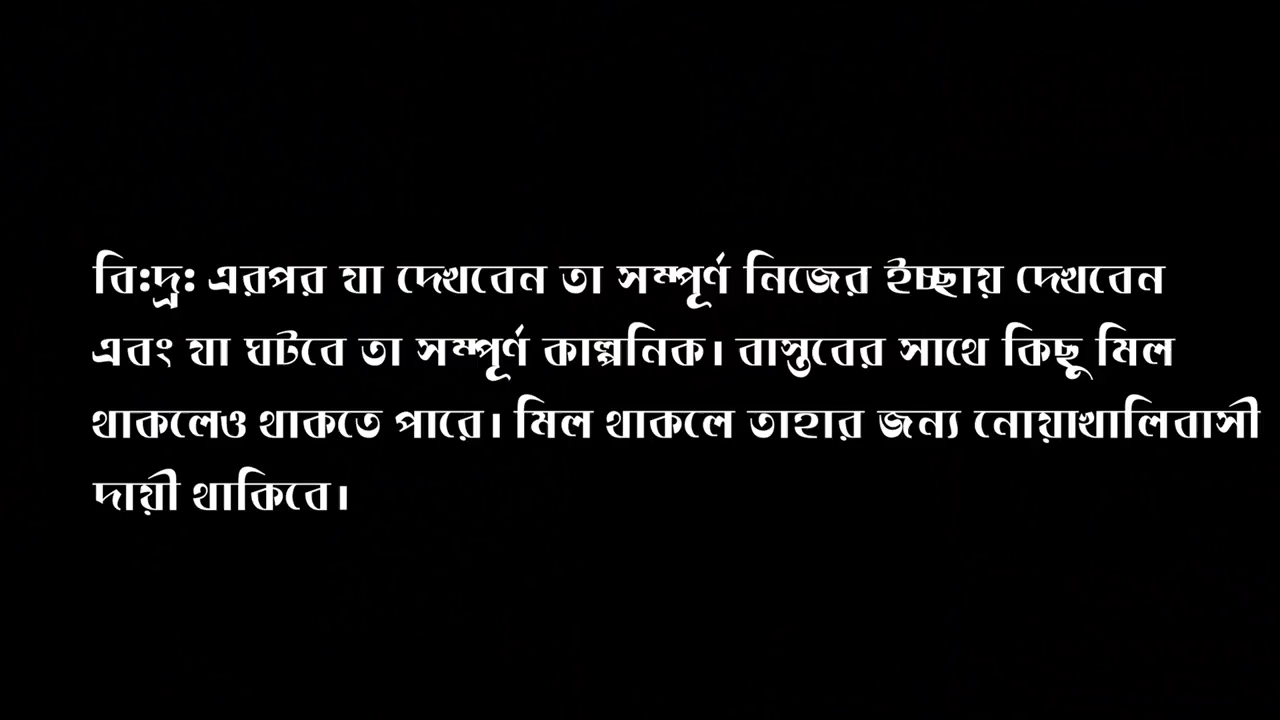 বি:দ্র: এরপর যা দেখবেন তা সম্পূর্ণ নিজের ইচ্ছায় দেখবেন
এবং যা ঘটবে তা সম্পূর্ণ কাল্পনিক। বাস্তবের সাথে কিছু মিল
থাকলেও থাকতে পারে। মিল থাকলে তাহার জন্য নোয়াখালিবাসী
দায়ী থাকিবে।